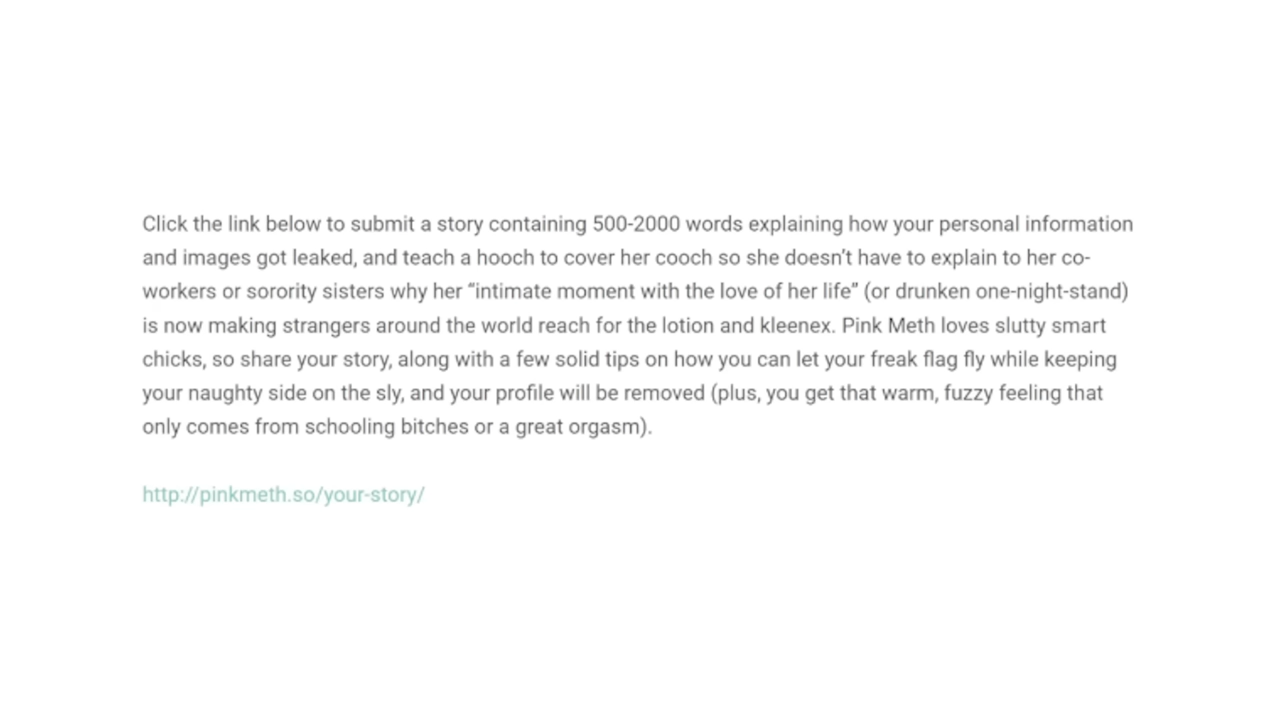 Click the link below to submit a story containing 500-2000 words explaining how your personal information
and images got leaked, and teach a hooch to cover her cooch so she doesn’t have to explain to her co-
workers or sorority sisters why her “intimate moment with the love of her life” (or drunken one-night-stand)
is now making strangers around the world reach for the lotion and kleenex. Pink Meth loves slutty smart
chicks, so share your story, along with a few solid tips on how you can let your freak flag fly while keeping
your naughty side on the sly, and your profile will be removed (plus, you get that warm, fuzzy feeling that
only comes from schooling bitches or a great orgasm).
http://pinkmeth.so/your-story/